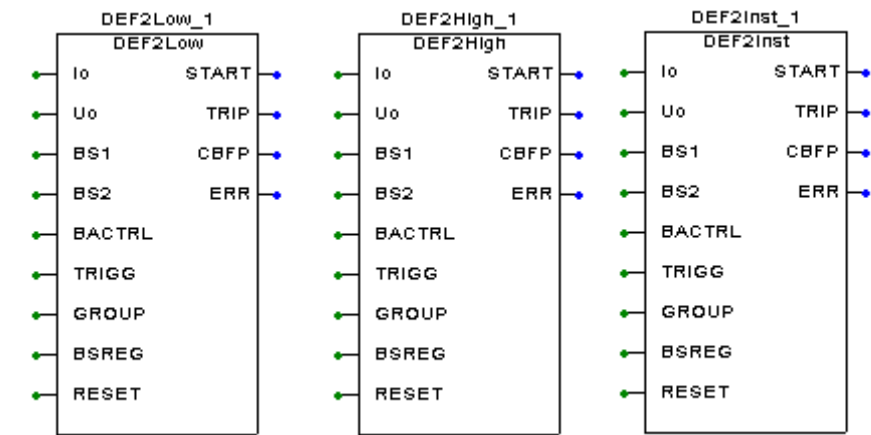 DEF2Low_1
DEF2Low
Io START
Uo TRIP
BS1 CBFP
BS2 ERR
BACTRL
TRIGG
GROUP
BSREG
RESET
DEF2High_1
DEF2High
Io START
Uo TRIP
BS1 CBFP
BS2 ERR
BACTRL
TRIGG
GROUP
BSREG
RESET
DEF2Inst_1
DEF2Inst
Io START
Uo TRIP
BS1 CBFP
BS2 ERR
BACTRL
TRIGG
GROUP
BSREG
RESET